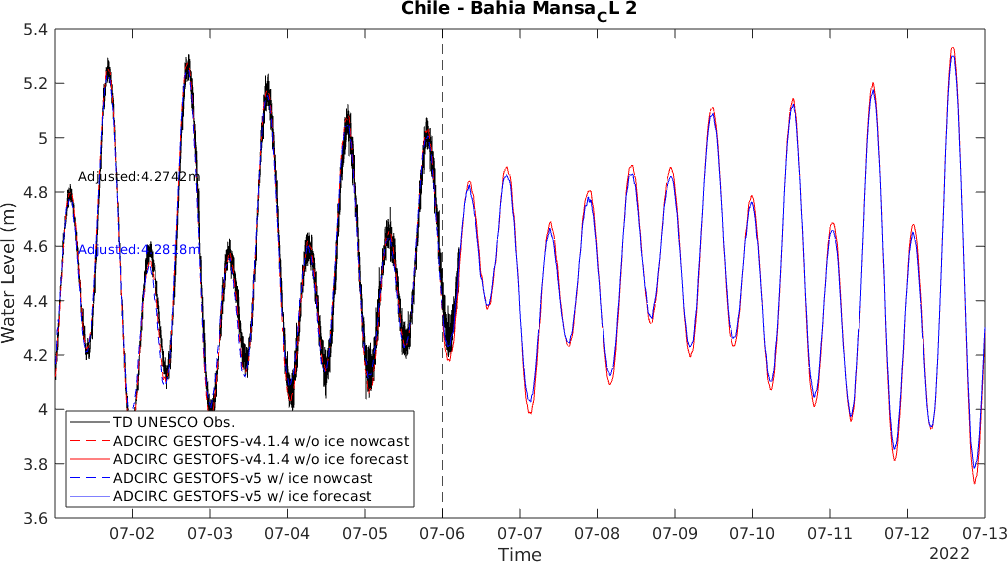 Chile - Bahia Mansa_CL 2
5.4
5.2
5
4.8
4.6
4.4
4.2
4
3.8
3.6
Water Level (m)
Adjusted:4.2742m
Adjusted:4.2818m
TD UNESCO Obs.
ADCIRC GESTOFS-v4.1.4 w/o ice nowcast
ADCIRC GESTOFS-v4.1.4 w/o ice forecast
ADCIRC GESTOFS-v5 w/ ice nowcast
ADCIRC GESTOFS-v5 w/ ice forecast
07-02 07-03 07-04 07-05 07-06 07-07 07-08 07-09 07-10 07-11 07-12 07-13
Time
2022